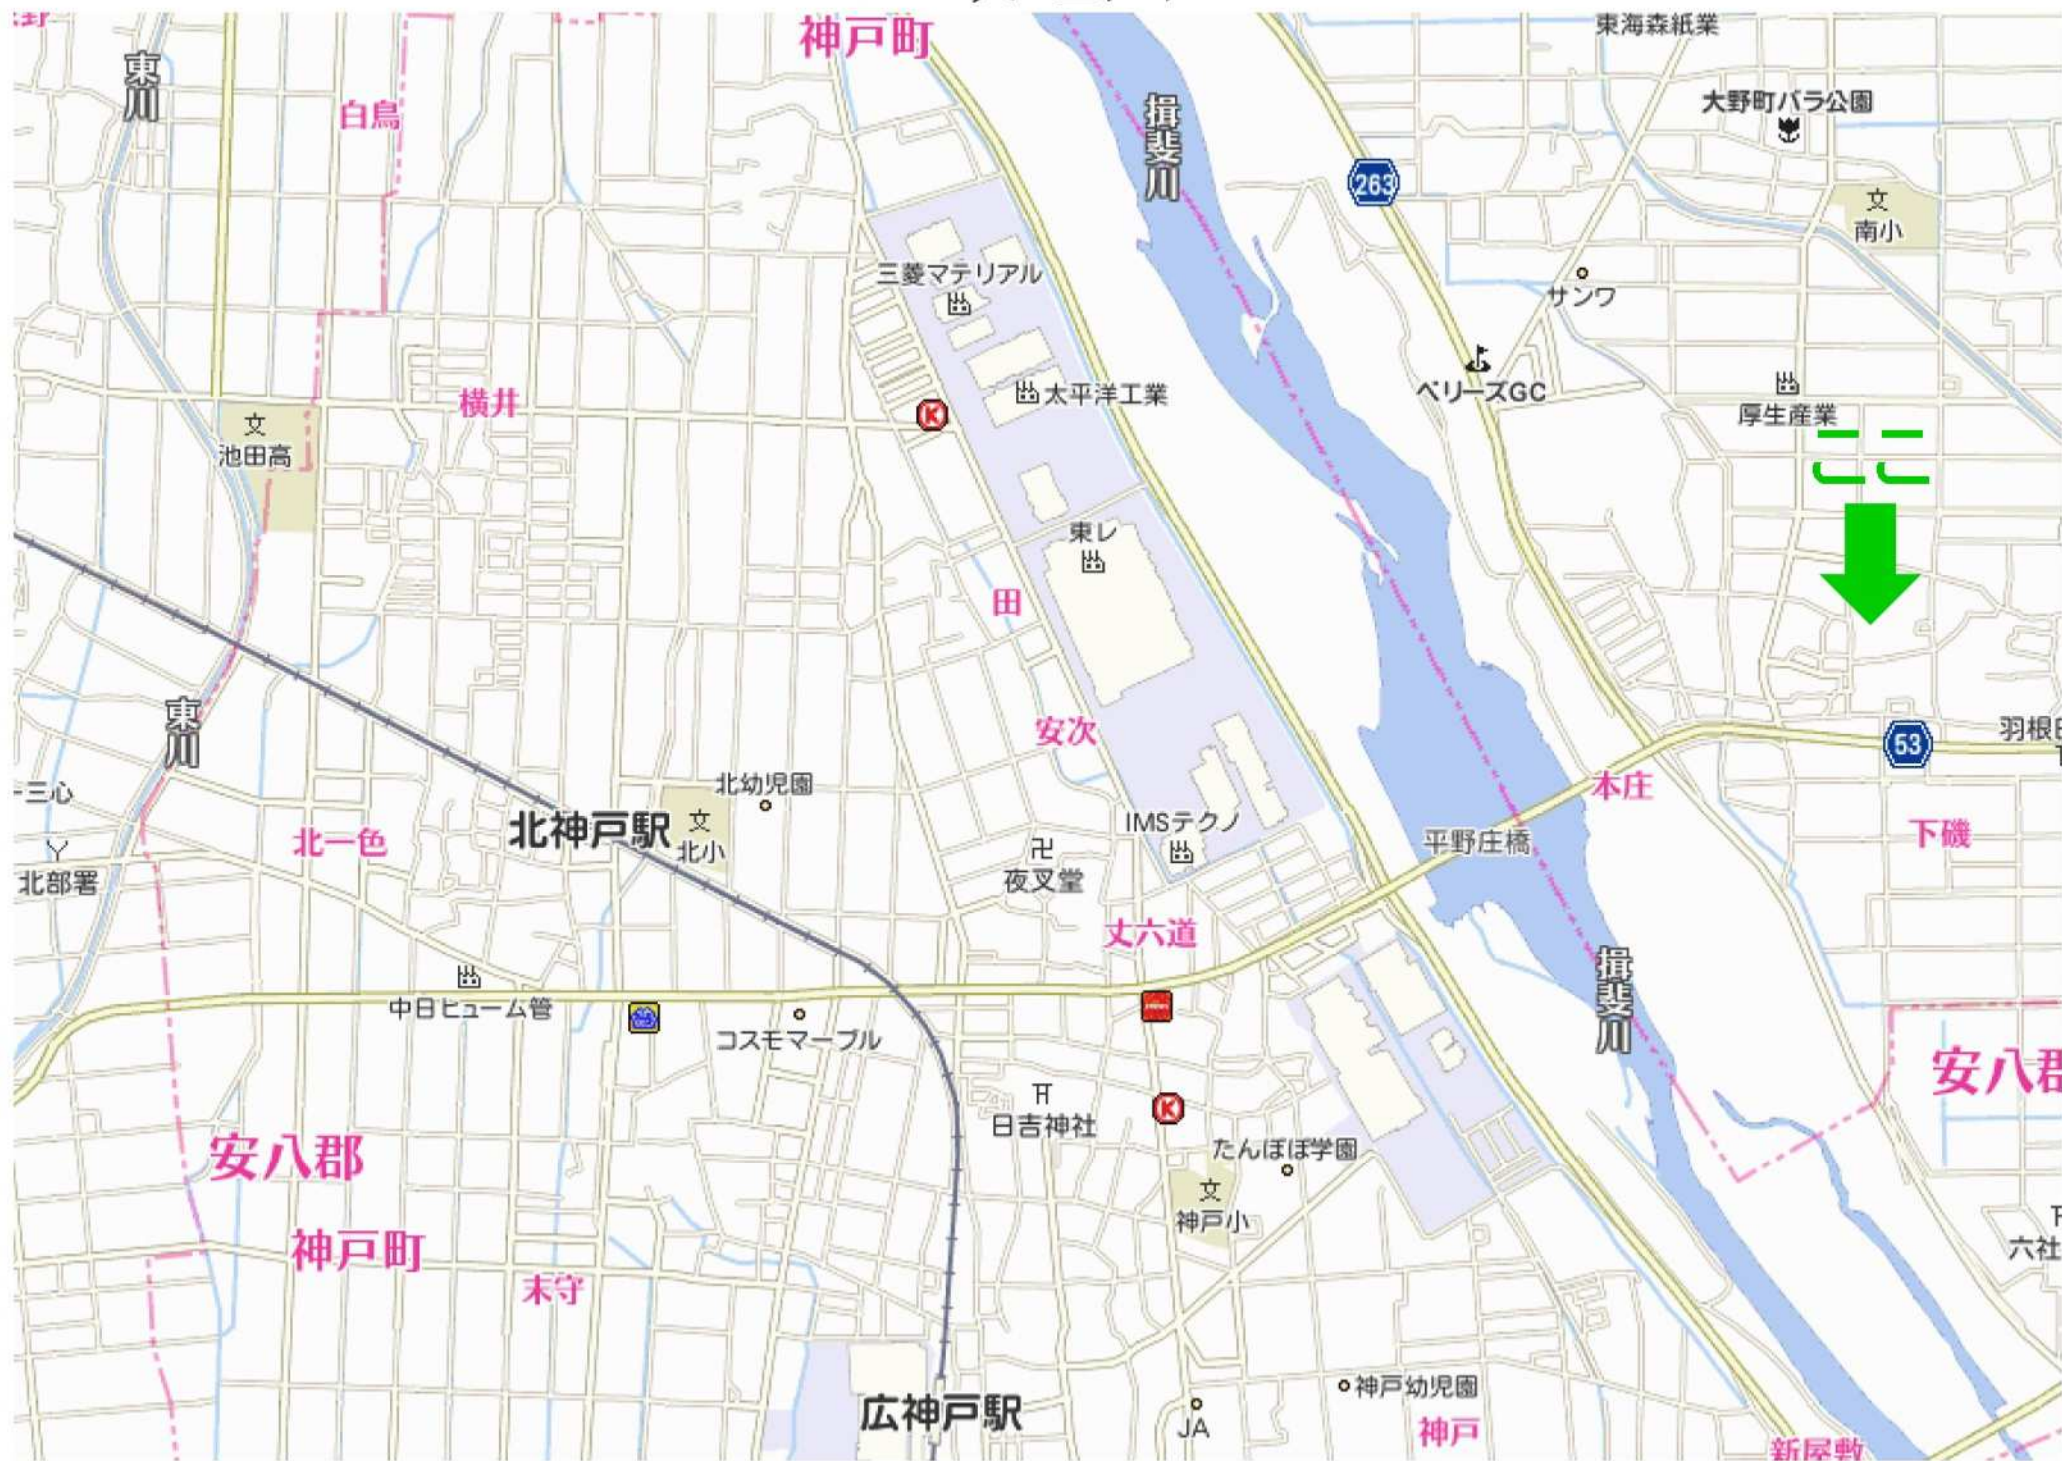 神戸町
東海森紙業
東川
揖斐川
大野町バラ公園
白鳥
263
南小
三菱マテリアル
サンワ
ベリーズGC
太平洋工業
横井
K
厚生産業
池田高
ココ
東レ
田
東川
安次
53
本庄
北幼児園
三心
北神戸駅
北小
IMSテクノ
平野庄橋
下磯
北一色
夜叉堂
北部署
丈六道
揖斐川
中日ヒューム管
コスモマーブル
安八郡
日吉神社
K
たんぽぽ学園
安八郡
神戸小
神戸町
六社
末守
神戸幼児園
広神戸駅
JA
神戸
新屋敷